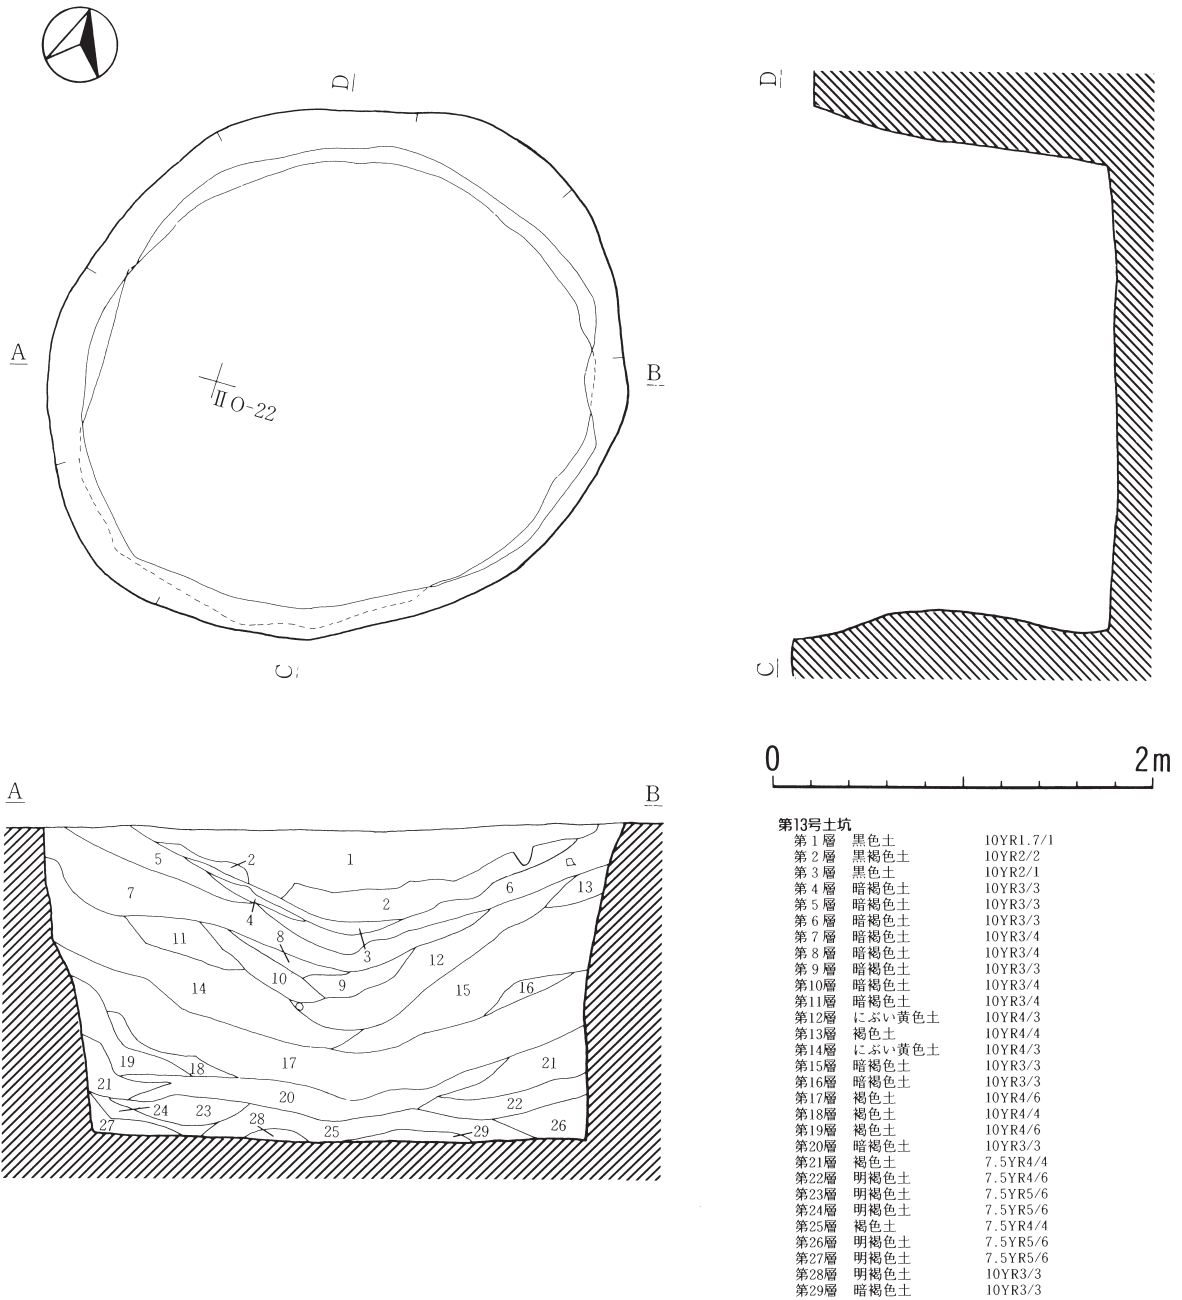 D
A
B
ⅡO-22
C
D
C
0 2m
A
B
1
2
5
7
4
8
3
2
6
13
11
10
9
12
14
15
16
17
19
18
21
21
20
24
23
22
27
28
25
29
26
第13号土坑
第1層 黒色土 10YR1.7/1
第2層 黒褐色土 10YR2/2
第3層 黒色土 10YR2/1
第4層 暗褐色土 10YR3/3
第5層 暗褐色土 10YR3/3
第6層 暗褐色土 10YR3/3
第7層 暗褐色土 10YR3/4
第8層 暗褐色土 10YR3/4
第9層 暗褐色土 10YR3/3
第10層 暗褐色土 10YR3/4
第11層 暗褐色土 10YR3/4
第12層 にぶい黄色土 10YR4/3
第13層 褐色土 10YR4/4
第14層 にぶい黄色土 10YR4/3
第15層 暗褐色土 10YR3/3
第16層 暗褐色土 10YR3/3
第17層 褐色土 10YR4/6
第18層 褐色土 10YR4/4
第19層 褐色土 10YR4/6
第20層 暗褐色土 10YR3/3
第21層 褐色土 7.5YR4/4
第22層 明褐色土 7.5YR4/6
第23層 明褐色土 7.5YR5/6
第24層 明褐色土 7.5YR5/6
第25層 褐色土 7.5YR4/4
第26層 明褐色土 7.5YR5/6
第27層 明褐色土 7.5YR5/6
第28層 明褐色土 10YR3/3
第29層 暗褐色土 10YR3/3